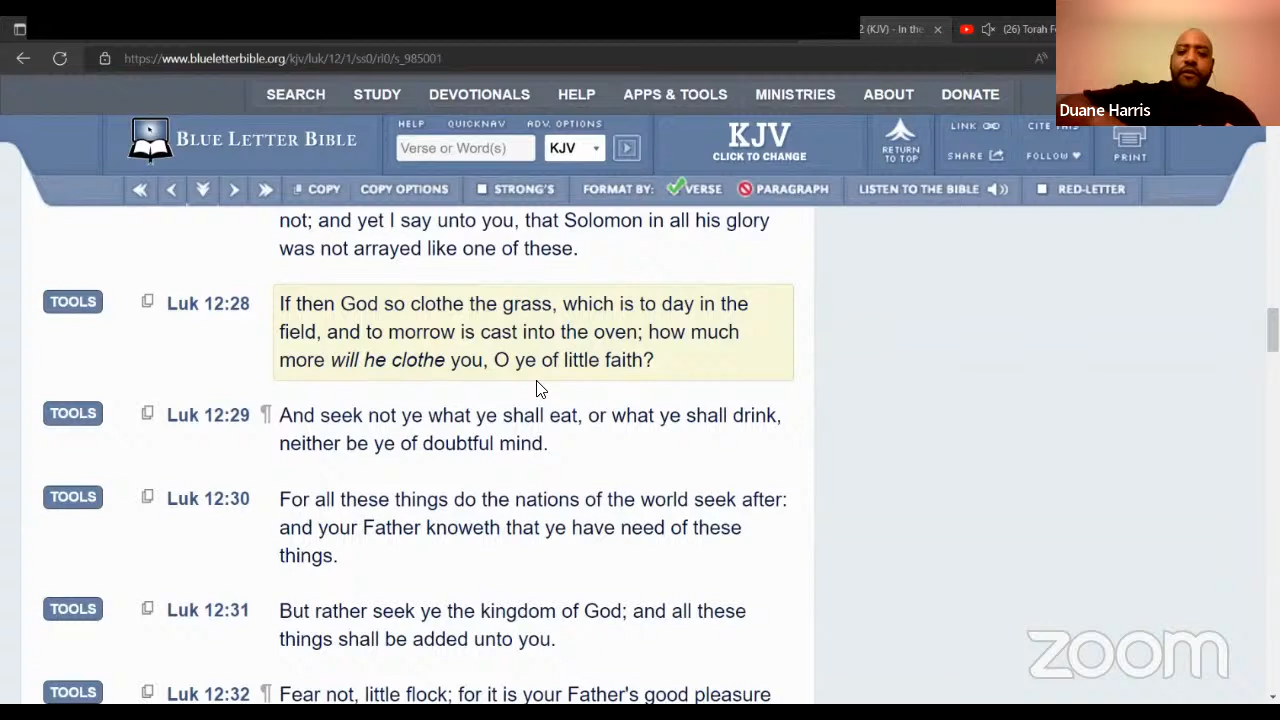 2 (KJV) - In the
(26) Torah Fo
https://www.blueletterbible.org/kjv/luk/12/1/ss0/rl0/s_985001
Duane Harris
SEARCH STUDY DEVOTIONALS HELP APPS & TOOLS MINISTRIES ABOUT DONATE
BLUE LETTER BIBLE
HELP QUICKNAV ADV. OPTIONS
Verse or Word(s) KJV
KJV
CLICK TO CHANGE
RETURN
TO TOP
LINK CITE THIS
SHARE FOLLOW
PRINT
COPY COPY OPTIONS STRONG'S FORMAT BY: VERSE PARAGRAPH LISTEN TO THE BIBLE RED-LETTER
not; and yet I say unto you, that Solomon in all his glory
was not arrayed like one of these.
TOOLS Luk 12:28 If then God so clothe the grass, which is to day in the
field, and to morrow is cast into the oven; how much
more will he clothe you, O ye of little faith?
TOOLS Luk 12:29 ¶ And seek not ye what ye shall eat, or what ye shall drink,
neither be ye of doubtful mind.
TOOLS Luk 12:30 For all these things do the nations of the world seek after:
and your Father knoweth that ye have need of these
things.
TOOLS Luk 12:31 But rather seek ye the kingdom of God; and all these
things shall be added unto you.
TOOLS Luk 12:32 ¶ Fear not, little flock; for it is your Father's good pleasure
zoom